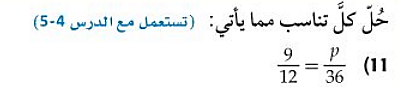 حُلّ كلَّ تناسب مما يأتي: (تستعمل مع الدرس 4-5)
11) 9/12 = p/36